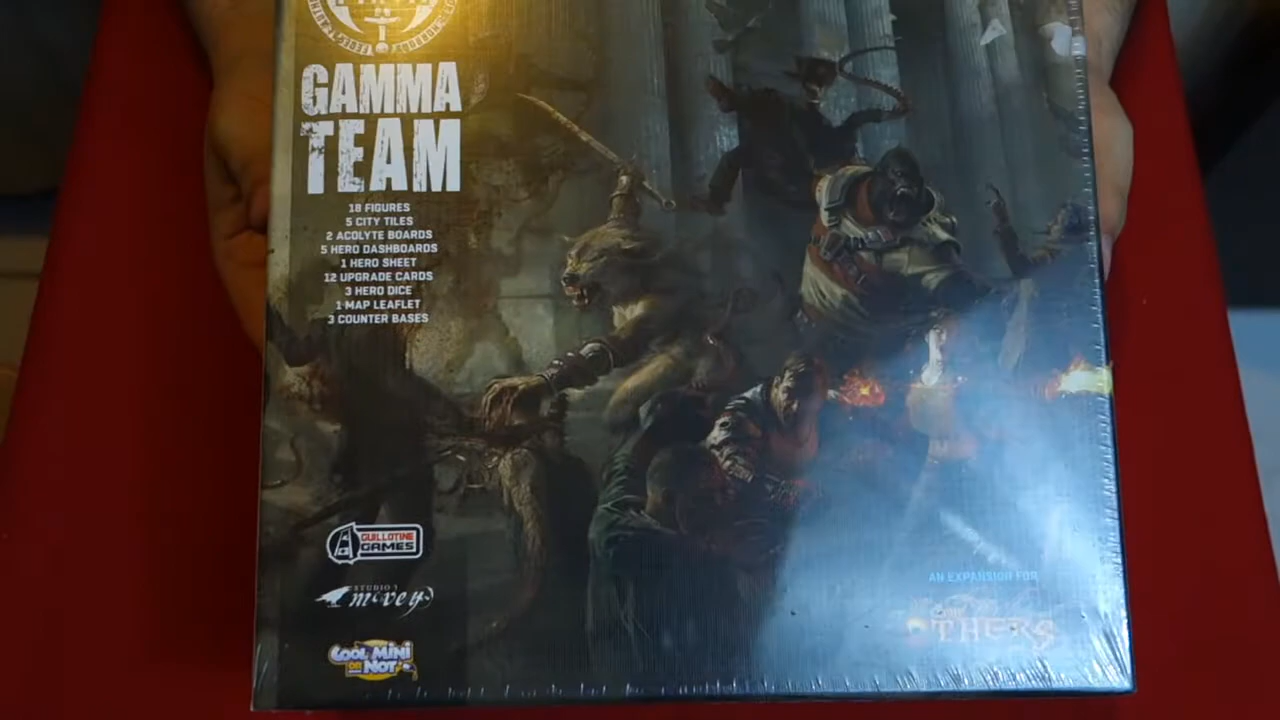 GAMMA
TEAM
18 FIGURES
5 CITY TILES
2 ACOLYTE BOARDS
5 HERO DASHBOARDS
1 HERO SHEET
12 UPGRADE CARDS
3 HERO DICE
1 MAP LEAFLET
3 COUNTER BASES
GUILLOTINE
GAMES
STUDIO
mcvey
COOL MINI
OR
NOT
AN EXPANSION FOR
OTHERS